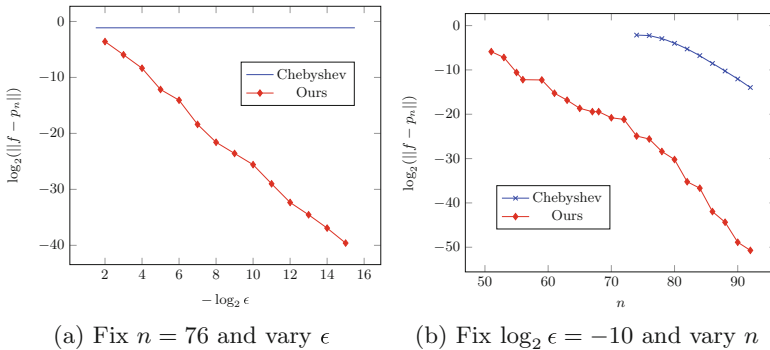 0
−10
−20
−30
−40
2 4 6 8 10 12 14 16
log₂(||f − pₙ||)
− log₂ ϵ
Chebyshev
Ours
(a) Fix n = 76 and vary ϵ
0
−10
−20
−30
−40
−50
50 60 70 80 90
log₂(||f − pₙ||)
n
Chebyshev
Ours
(b) Fix log₂ ϵ = −10 and vary n